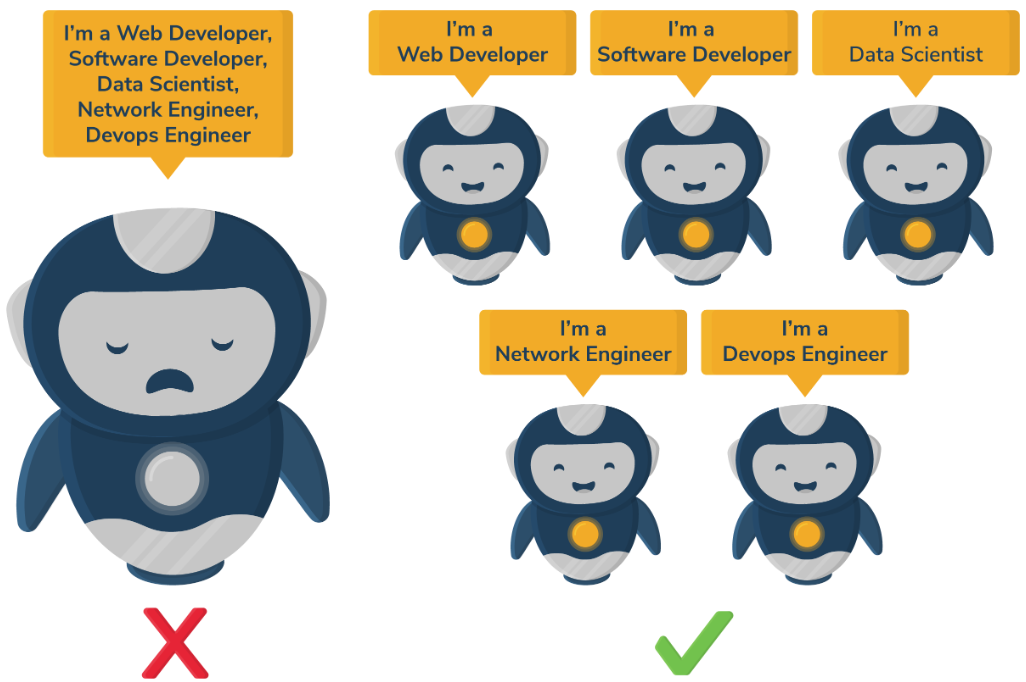 I'm a Web Developer,
Software Developer,
Data Scientist,
Network Engineer,
Devops Engineer
I'm a
Web Developer
I'm a
Software Developer
I'm a
Data Scientist
I'm a
Network Engineer
I'm a
Devops Engineer